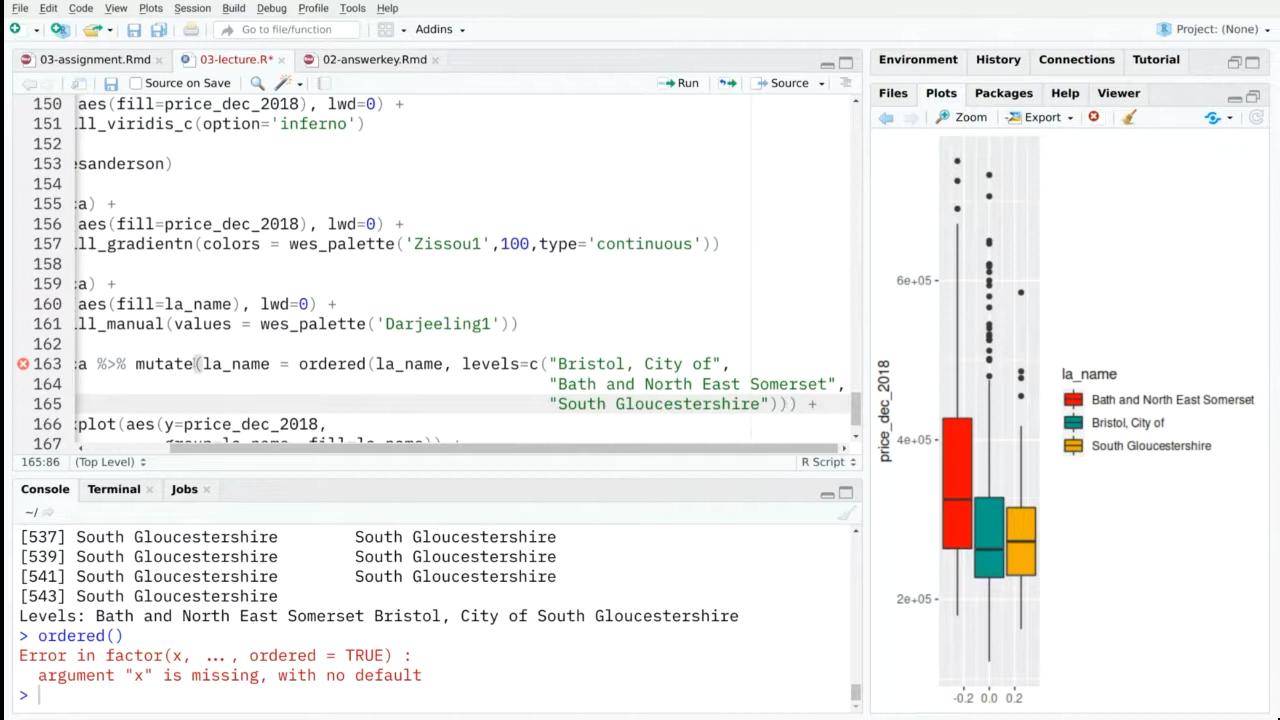 File Edit Code View Plots Session Build Debug Profile Tools Help
Go to file/function Addins Project: (None)
03-assignment.Rmd 03-lecture.R* 02-answerkey.Rmd
Source on Save Run Source
150 aes(fill=price_dec_2018), lwd=0) +
151 ll_viridis_c(option='inferno')
152
153 sanderson)
154
155 a) +
156 aes(fill=price_dec_2018), lwd=0) +
157 ll_gradientn(colors = wes_palette('Zissou1',100,type='continuous'))
158
159 a) +
160 aes(fill=la_name), lwd=0) +
161 ll_manual(values = wes_palette('Darjeeling1'))
162
163 a %>% mutate(la_name = ordered(la_name, levels=c("Bristol, City of",
164 "Bath and North East Somerset",
165 "South Gloucestershire"))) +
166 plot(aes(y=price_dec_2018,
167 group=la_name, fill=la_name)) +
165:86 (Top Level) R Script
Console Terminal Jobs
~/
[537] South Gloucestershire South Gloucestershire
[539] South Gloucestershire South Gloucestershire
[541] South Gloucestershire South Gloucestershire
[543] South Gloucestershire
Levels: Bath and North East Somerset Bristol, City of South Gloucestershire
> ordered()
Error in factor(x, ..., ordered = TRUE) :
argument "x" is missing, with no default
>
Environment History Connections Tutorial
Files Plots Packages Help Viewer
Zoom Export
6e+05
4e+05
2e+05
price_dec_2018
-0.2 0.0 0.2
la_name
Bath and North East Somerset
Bristol, City of
South Gloucestershire